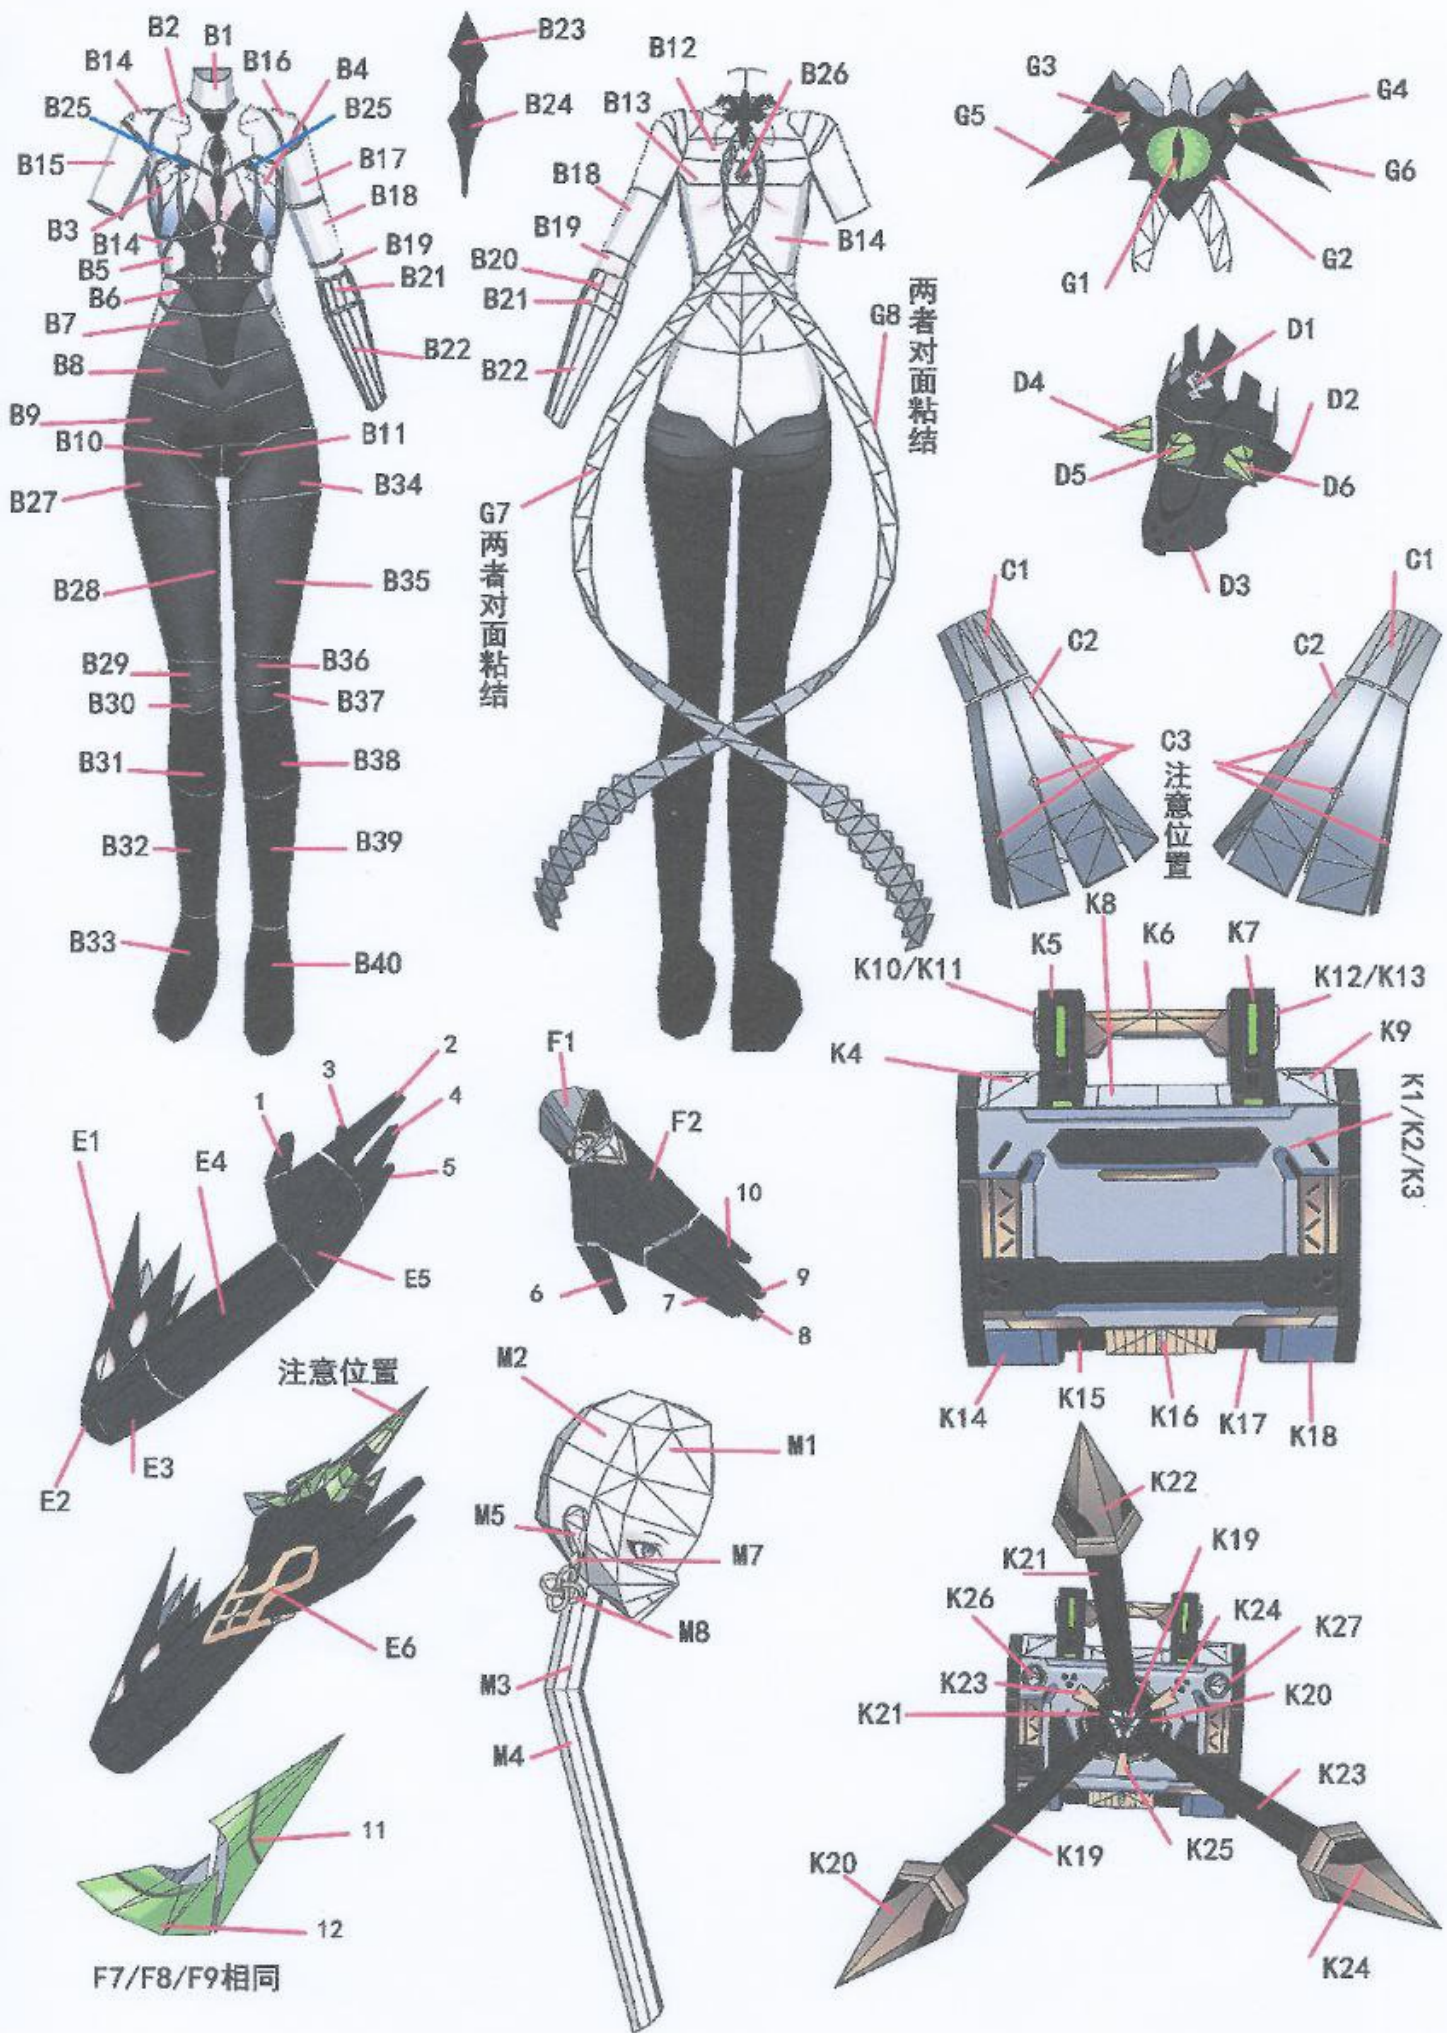 B2
B1
B14
B16
B4
B25
B25
B15
B17
B18
B3
B14
B19
B5
B21
B6
B7
B22
B8
B9
B10
B11
B27
B34
B28
B35
B29
B36
B30
B37
B31
B38
B32
B39
B33
B40
B23
B24
B12
B26
B13
B18
B19
B14
B20
B21
B22
G8两者对面粘结
G7两者对面粘结
G3
G4
G5
G6
G2
G1
D1
D4
D2
D5
D6
D3
C1
C1
C2
C2
C3
注意位置
K8
K6
K7
K5
K10/K11
K12/K13
K4
K9
K1/K2/K3
K14
K15
K16
K17
K18
2
3
4
1
E1
E4
5
E5
E2
E3
F1
F2
10
6
7
9
8
注意位置
E6
11
12
F7/F8/F9相同
M2
M1
M5
M7
M8
M3
M4
K22
K19
K21
K26
K24
K27
K23
K21
K20
K23
K20
K19
K25
K24